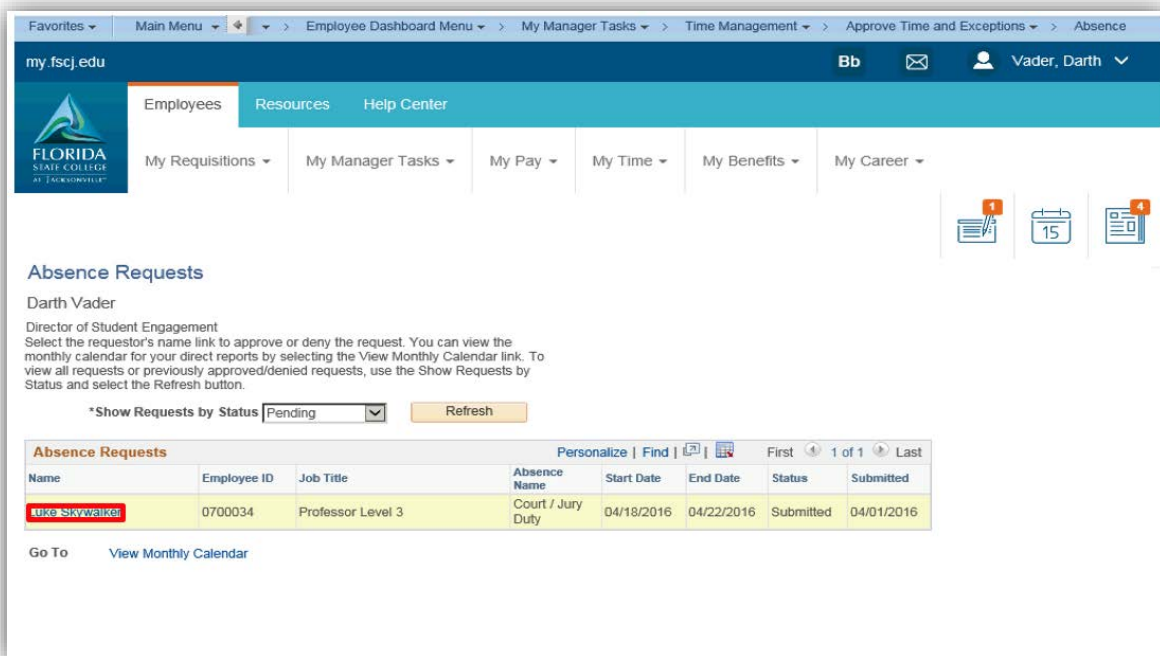 Favorites Main Menu > Employee Dashboard Menu > My Manager Tasks > Time Management > Approve Time and Exceptions > Absence
my.fscj.edu Bb Vader, Darth
Employees Resources Help Center
FLORIDA
STATE COLLEGE
AT JACKSONVILLE
My Requisitions My Manager Tasks My Pay My Time My Benefits My Career
1 15 4
Absence Requests
Darth Vader
Director of Student Engagement
Select the requestor's name link to approve or deny the request. You can view the
monthly calendar for your direct reports by selecting the View Monthly Calendar link. To
view all requests or previously approved/denied requests, use the Show Requests by
Status and select the Refresh button.
*Show Requests by Status Pending Refresh
Absence Requests Personalize | Find | | First 1 of 1 Last
Name Employee ID Job Title Absence Name Start Date End Date Status Submitted
Luke Skywalker 0700034 Professor Level 3 Court / Jury Duty 04/18/2016 04/22/2016 Submitted 04/01/2016
Go To View Monthly Calendar